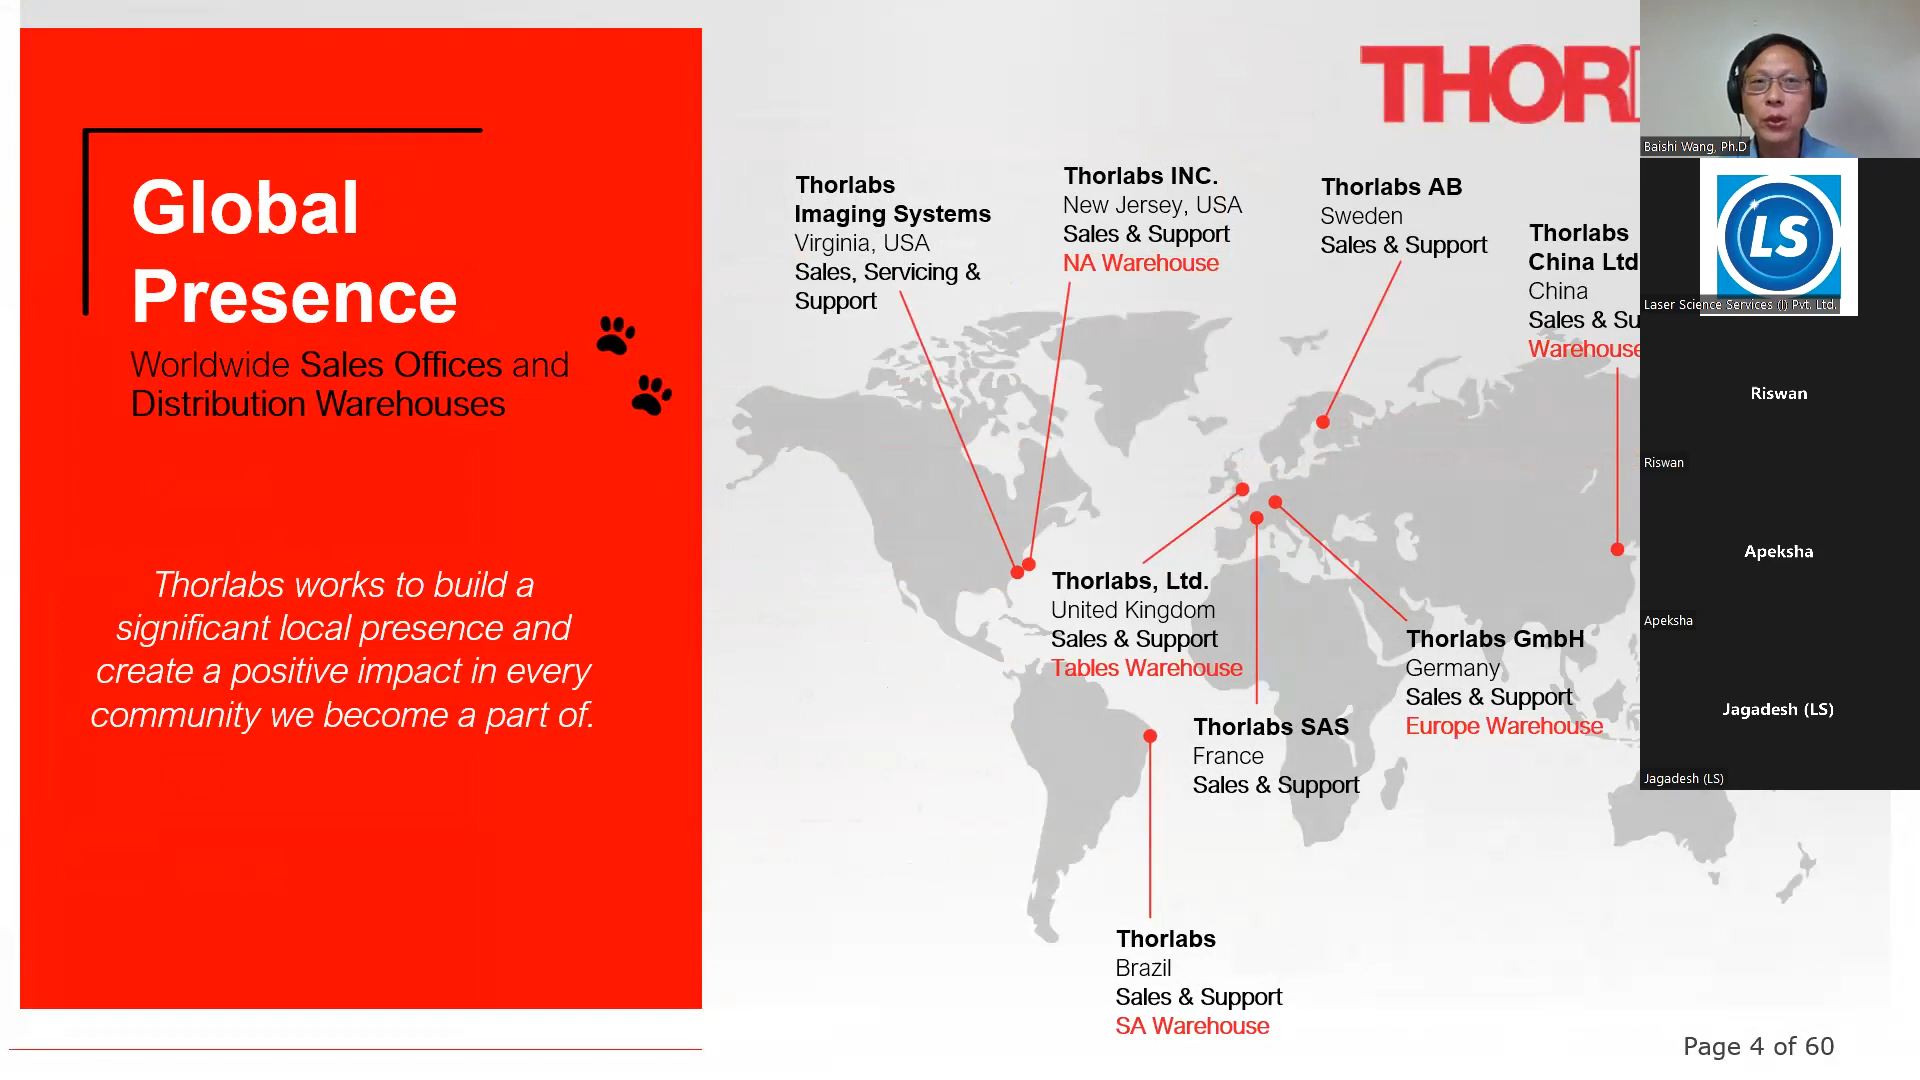 Global
Presence
Worldwide Sales Offices and
Distribution Warehouses
Thorlabs works to build a
significant local presence and
create a positive impact in every
community we become a part of.
THOR
Thorlabs
Imaging Systems
Virginia, USA
Sales, Servicing &
Support
Thorlabs INC.
New Jersey, USA
Sales & Support
NA Warehouse
Thorlabs AB
Sweden
Sales & Support
Thorlabs
China Ltd
China
Sales & Su
Warehouse
Thorlabs, Ltd.
United Kingdom
Sales & Support
Tables Warehouse
Thorlabs GmbH
Germany
Sales & Support
Europe Warehouse
Thorlabs SAS
France
Sales & Support
Thorlabs
Brazil
Sales & Support
SA Warehouse
Page 4 of 60
Baishi Wang, Ph.D
LS
Laser Science Services (I) Pvt. Ltd.
Riswan
Riswan
Apeksha
Apeksha
Jagadesh (LS)
Jagadesh (LS)